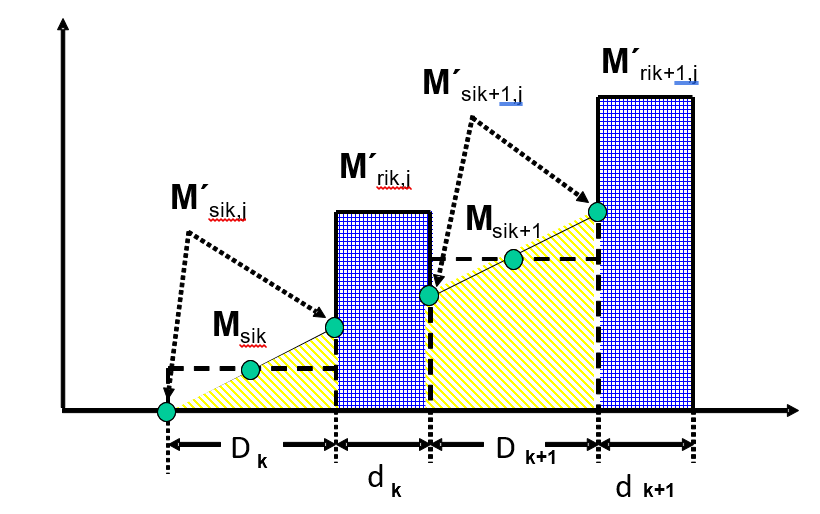 M´rik+1,j
M´sik+1,j
M´rik,j
M´sik,j
Msik+1
Msik
D k
D k+1
d k
d k+1